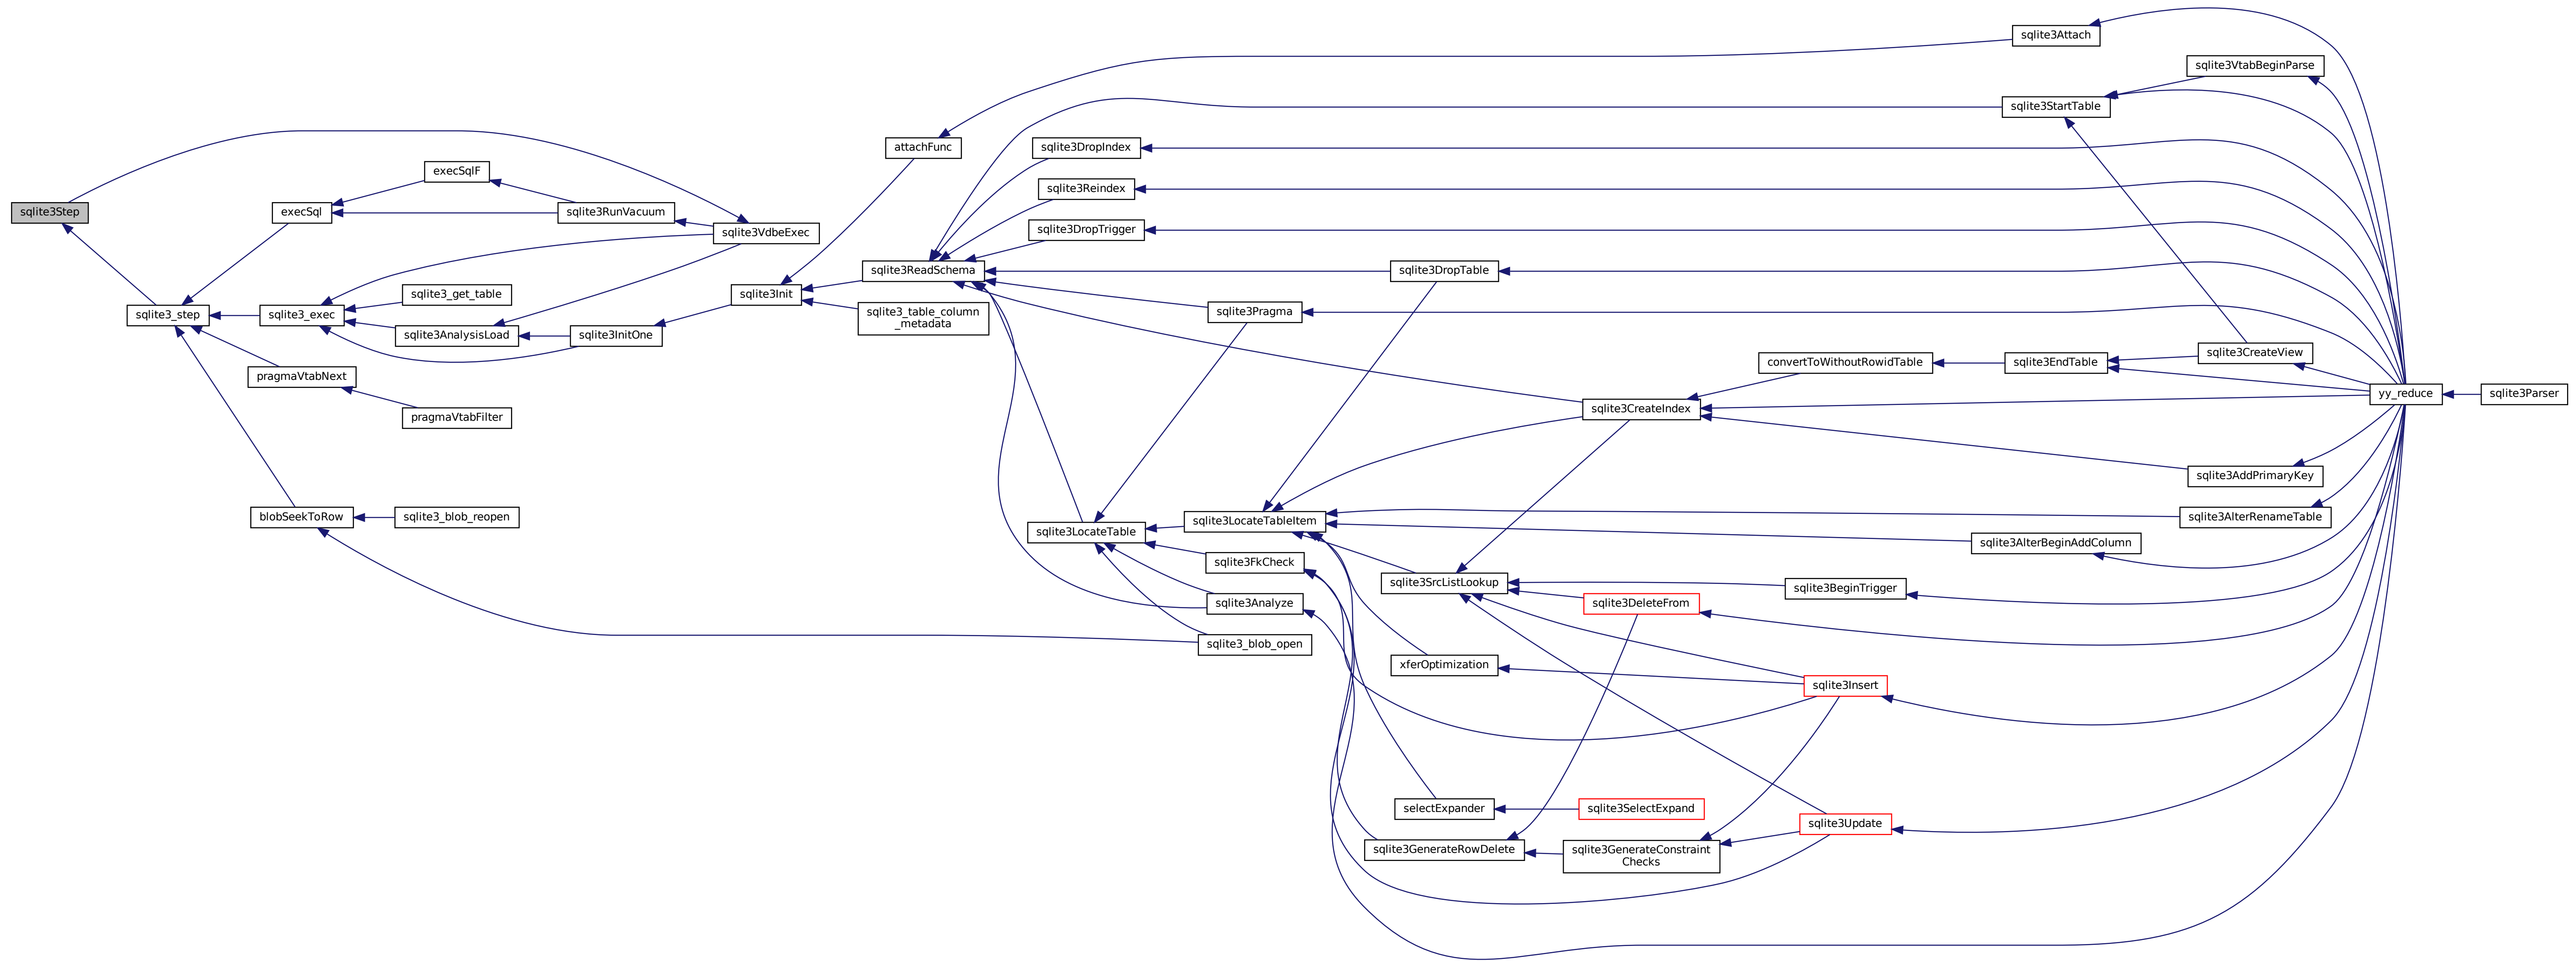 sqlite3Step
sqlite3_step
execSql
sqlite3_exec
pragmaVtabNext
blobSeekToRow
execSqlF
sqlite3_get_table
sqlite3AnalysisLoad
pragmaVtabFilter
sqlite3_blob_reopen
sqlite3RunVacuum
sqlite3InitOne
sqlite3VdbeExec
sqlite3Init
attachFunc
sqlite3ReadSchema
sqlite3_table_column
_metadata
sqlite3DropIndex
sqlite3Reindex
sqlite3DropTrigger
sqlite3LocateTable
sqlite3Pragma
sqlite3LocateTableItem
sqlite3FkCheck
sqlite3Analyze
sqlite3_blob_open
sqlite3DropTable
sqlite3SrcListLookup
xferOptimization
selectExpander
sqlite3GenerateRowDelete
sqlite3CreateIndex
sqlite3DeleteFrom
sqlite3SelectExpand
sqlite3GenerateConstraint
Checks
convertToWithoutRowidTable
sqlite3BeginTrigger
sqlite3Insert
sqlite3Update
sqlite3Attach
sqlite3StartTable
sqlite3EndTable
sqlite3AlterBeginAddColumn
sqlite3VtabBeginParse
sqlite3CreateView
sqlite3AddPrimaryKey
sqlite3AlterRenameTable
yy_reduce
sqlite3Parser